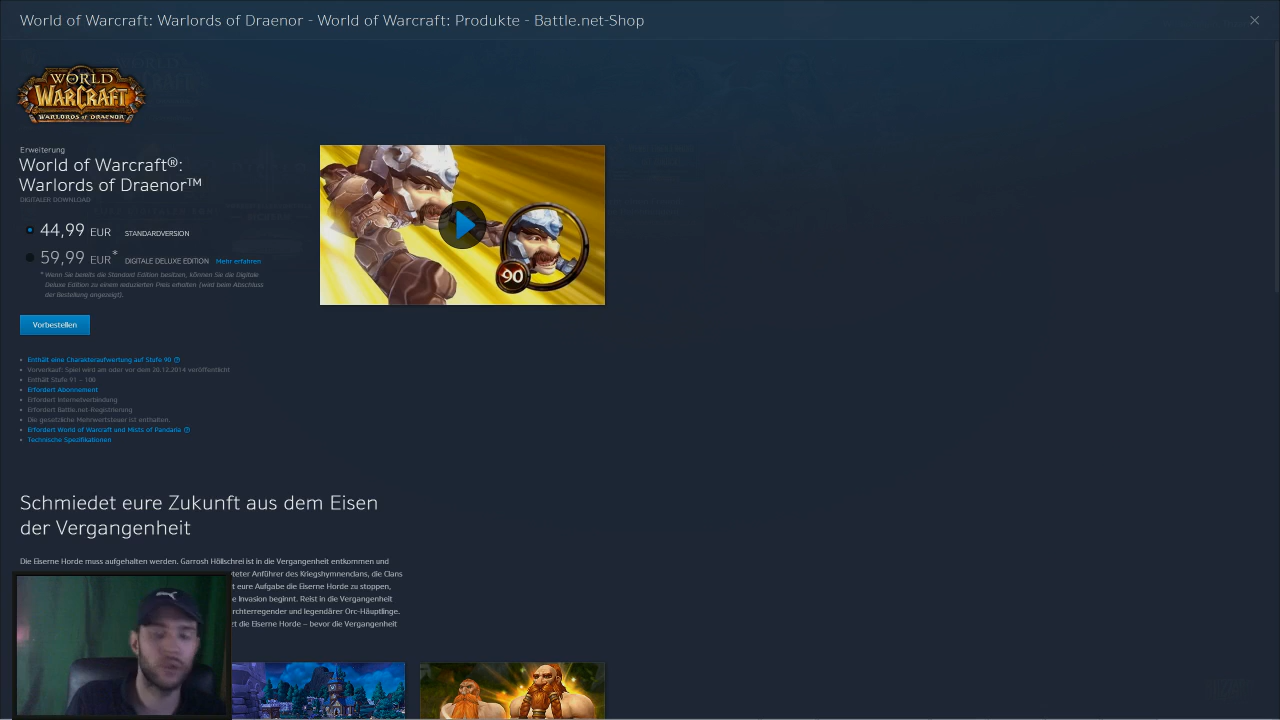 World of Warcraft: Warlords of Draenor - World of Warcraft: Produkte - Battle.net-Shop
WORLD
WARCRAFT
WARLORDS OF DRAENOR
Erweiterung
World of Warcraft®:
Warlords of Draenor™
DIGITALER DOWNLOAD
44,99 EUR STANDARDVERSION
59,99 EUR* DIGITALE DELUXE EDITION Mehr erfahren
* Wenn Sie bereits die Standard Edition besitzen, können Sie die Digitale
Deluxe Edition zu einem reduzierten Preis erhalten (wird beim Abschluss
der Bestellung angezeigt).
90
Vorbestellen
• Enthält eine Charakteraufwertung auf Stufe 90
• Vorverkauf: Spiel wird am oder vor dem 20.12.2014 veröffentlicht
• Enthält Stufe 91 – 100
• Erfordert Abonnement
• Erfordert Internetverbindung
• Erfordert Battle.net-Registrierung
• Die gesetzliche Mehrwertsteuer ist enthalten.
• Erfordert World of Warcraft und Mists of Pandaria
• Technische Spezifikationen
Schmiedet eure Zukunft aus dem Eisen
der Vergangenheit
Die Eiserne Horde muss aufgehalten werden. Garrosh Höllschrei ist in die Vergangenheit entkommen und
teter Anführer des Kriegshymnenclans, die Clans
t eure Aufgabe die Eiserne Horde zu stoppen,
e Invasion beginnt. Reist in die Vergangenheit
rchterregender und legendärer Orc-Häuptlinge.
zt die Eiserne Horde – bevor die Vergangenheit